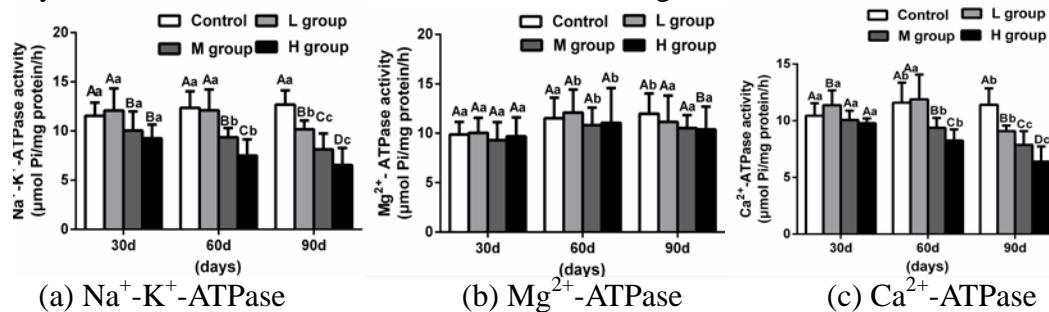 Control L group
M group H group
20
15
10
5
0
Na⁺-K⁺-ATPase activity
(μmol Pi/mg protein/h)
Aa Aa Ba Ba
Aa Aa Bb Cb
Aa Bb Cc Dc
30d 60d 90d
(days)
(a) Na⁺-K⁺-ATPase
Control L group
M group H group
20
15
10
5
0
Mg²⁺- ATPase activity
(μmol Pi/mg protein/h)
Aa Aa Aa Aa
Ab Ab Ab Ab
Ab Aa Aa Ba
30d 60d 90d
(days)
(b) Mg²⁺-ATPase
Control L group
M group H group
15
10
5
0
Ca²⁺-ATPase activity
(μmol Pi/mg protein/h)
Aa Ba Aa Aa
Ab Aa Bb Cb
Ab Bb Cc Dc
30d 60d 90d
(days)
(c) Ca²⁺-ATPase